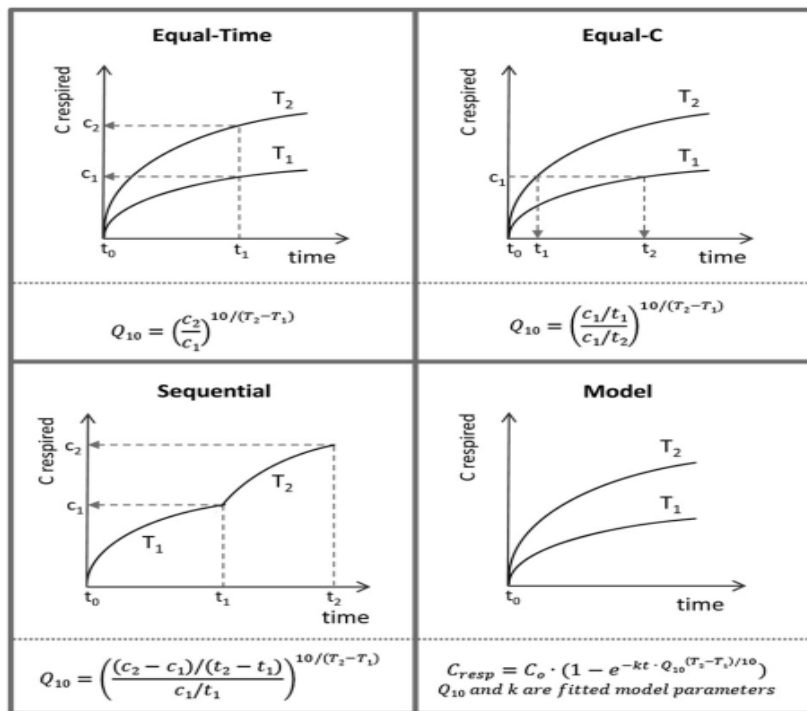 Equal-Time
C respired
T₂
c₂
T₁
c₁
t₀
t₁
time
Q₁₀ = (c₂/c₁)^10/(T₂−T₁)
Equal-C
C respired
T₂
T₁
c₁
t₀
t₁
t₂
time
Q₁₀ = ((c₁/t₁)/(c₁/t₂))^10/(T₂−T₁)
Sequential
C respired
c₂
T₂
c₁
T₁
t₀
t₁
t₂
time
Q₁₀ = (((c₂ − c₁)/(t₂ − t₁))/(c₁/t₁))^10/(T₂−T₁)
Model
C respired
T₂
T₁
t₀
time
C_resp = C_o · (1 − e^−kt · Q₁₀^(T₂−T₁)/10)
Q₁₀ and k are fitted model parameters